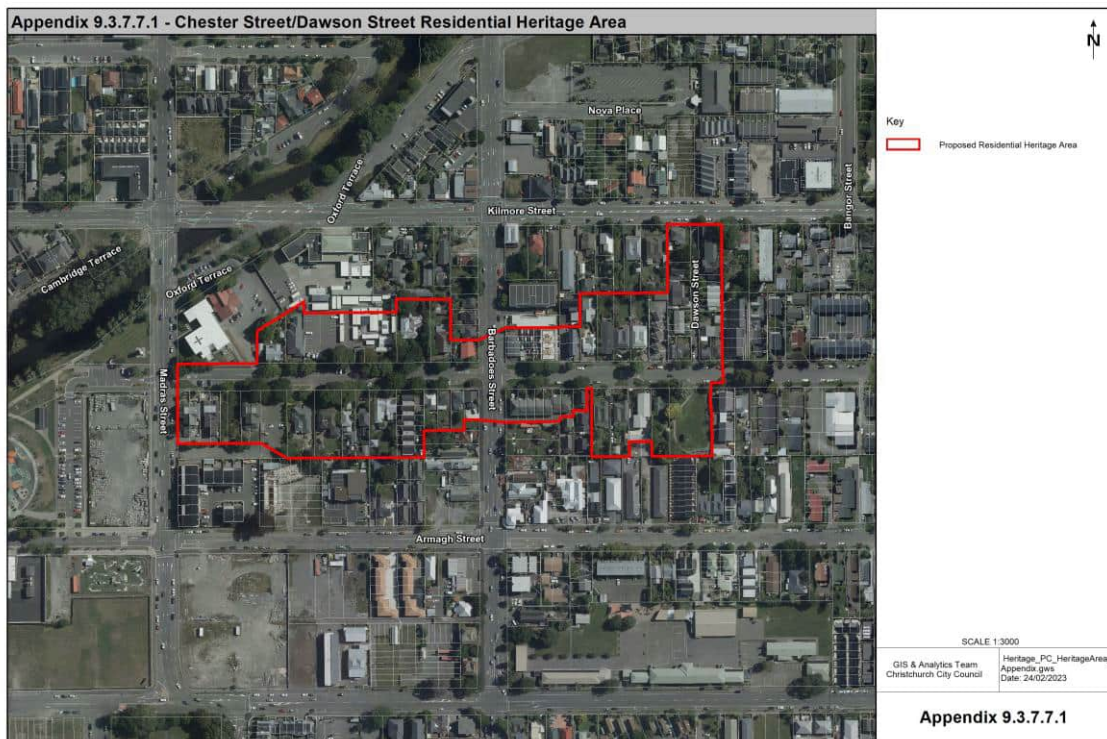 Appendix 9.3.7.7.1 - Chester Street/Dawson Street Residential Heritage Area
N
Nova Place
Key
Proposed Residential Heritage Area
Oxford Terrace
Bangor Street
Kilmore Street
Cambridge Terrace
Oxford Terrace
Dawson Street
Barbadoes Street
Madras Street
Armagh Street
SCALE 1:3000
GIS & Analytics Team
Christchurch City Council
Heritage_PC_HeritageArea
Appendix.gws
Date: 24/02/2023
Appendix 9.3.7.7.1